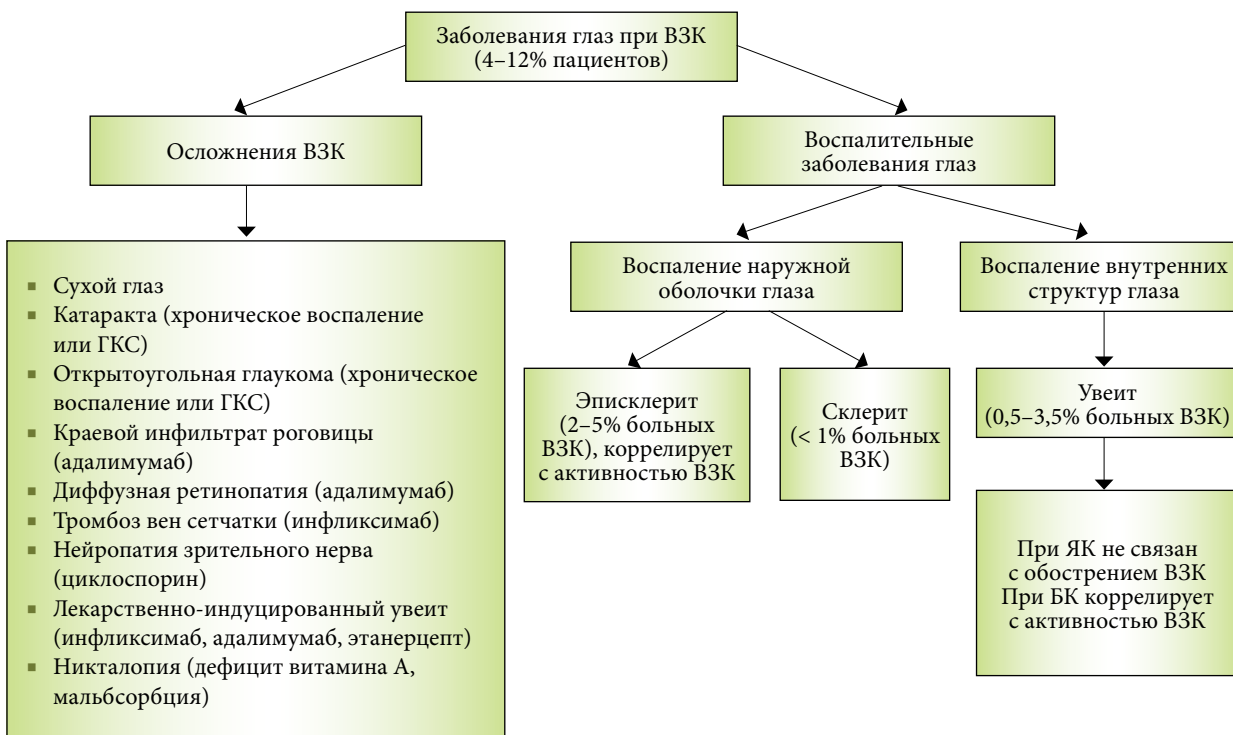 Заболевания глаз при ВЗК
(4–12% пациентов)
Осложнения ВЗК
Воспалительные
заболевания глаз
▪ Сухой глаз
▪ Катаракта (хроническое воспаление
или ГКС)
▪ Открытоугольная глаукома (хроническое
воспаление или ГКС)
▪ Краевой инфильтрат роговицы
(адалимумаб)
▪ Диффузная ретинопатия (адалимумаб)
▪ Тромбоз вен сетчатки (инфликсимаб)
▪ Нейропатия зрительного нерва
(циклоспорин)
▪ Лекарственно-индуцированный увеит
(инфликсимаб, адалимумаб, этанерцепт)
▪ Никталопия (дефицит витамина А,
мальбсорбция)
Воспаление наружной
оболочки глаза
Эписклерит
(2–5% больных
ВЗК), коррелирует
с активностью ВЗК
Склерит
(< 1% больных
ВЗК)
Воспаление внутренних
структур глаза
Увеит
(0,5–3,5% больных ВЗК)
При ЯК не связан
с обострением ВЗК
При БК коррелирует
с активностью ВЗК